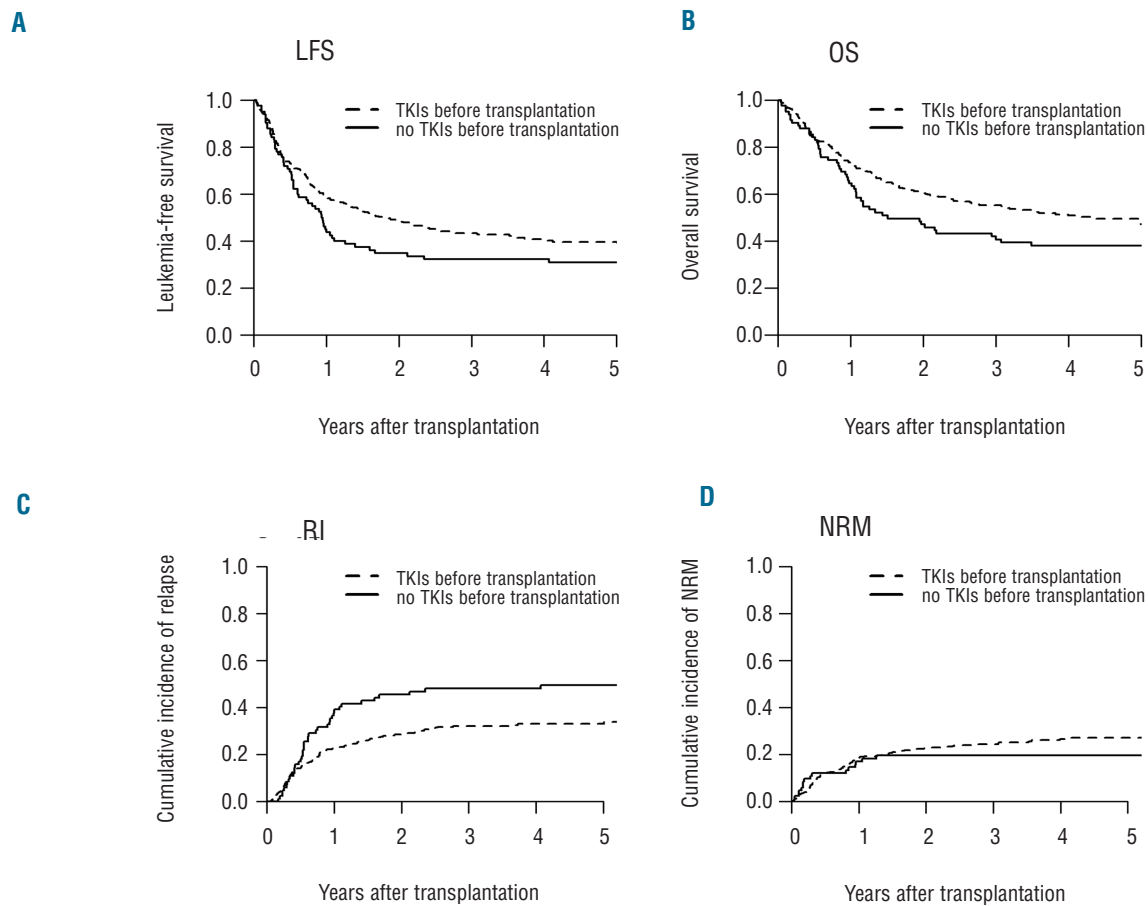 A
LFS
1.0
0.8
0.6
0.4
0.2
0.0
Leukemia-free survival
TKIs before transplantation
no TKIs before transplantation
0 1 2 3 4 5
Years after transplantation
B
OS
1.0
0.8
0.6
0.4
0.2
0.0
Overall survival
TKIs before transplantation
no TKIs before transplantation
0 1 2 3 4 5
Years after transplantation
C
RI
1.0
0.8
0.6
0.4
0.2
0.0
Cumulative incidence of relapse
TKIs before transplantation
no TKIs before transplantation
0 1 2 3 4 5
Years after transplantation
D
NRM
1.0
0.8
0.6
0.4
0.2
0.0
Cumulative incidence of NRM
TKIs before transplantation
no TKIs before transplantation
0 1 2 3 4 5
Years after transplantation